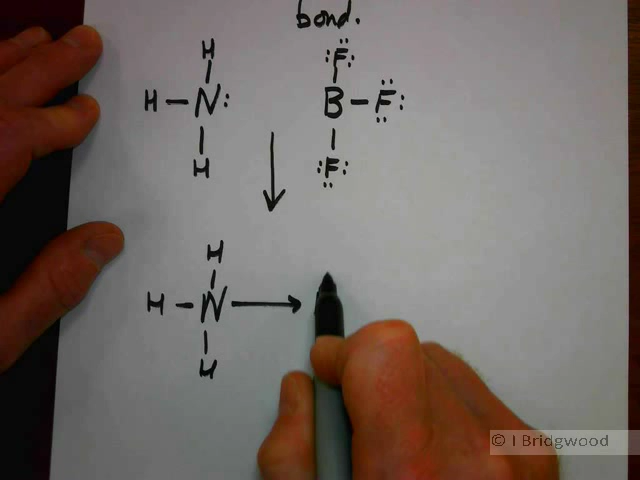 bond.
H :F:
H – N: B – F:
H :F:
H
H – N →
H
© I Bridgwood